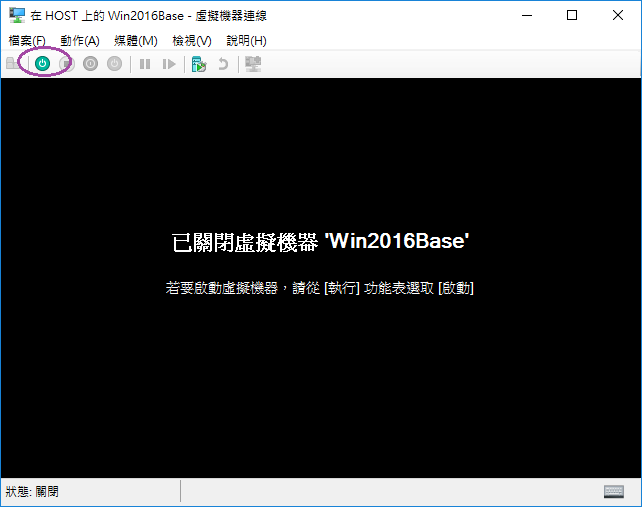 在 HOST 上的 Win2016Base - 虛擬機器連線
檔案(F) 動作(A) 媒體(M) 檢視(V) 說明(H)
已關閉虛擬機器 'Win2016Base'
若要啟動虛擬機器，請從 [執行] 功能表選取 [啟動]
狀態: 關閉